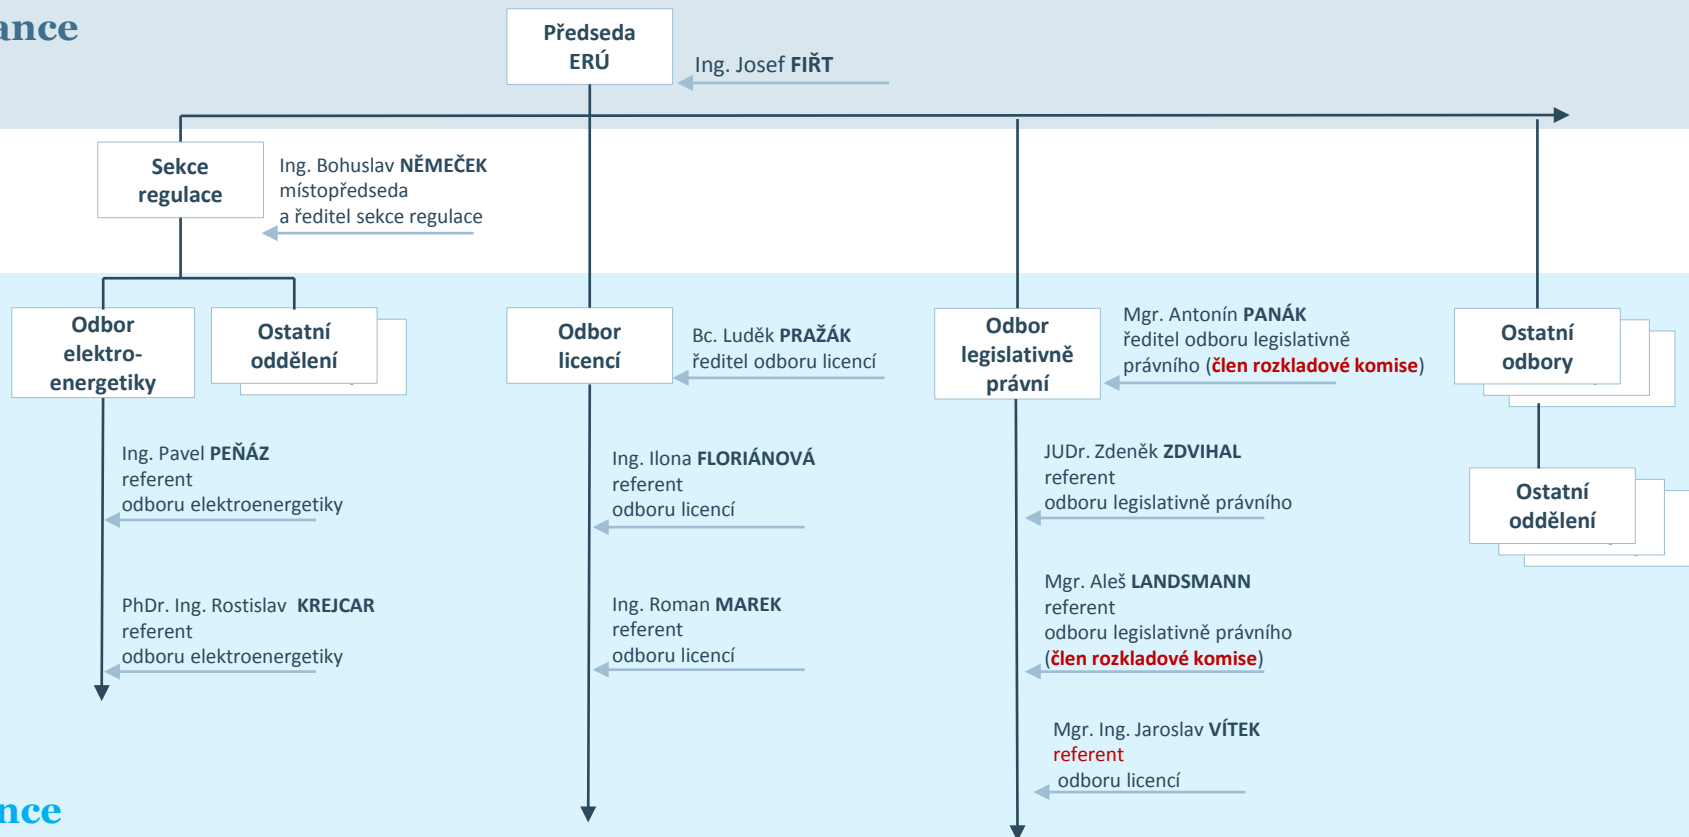 ance
Předseda
ERÚ
Ing. Josef FIŘT
Sekce
regulace
Ing. Bohuslav NĚMEČEK
místopředseda
a ředitel sekce regulace
Odbor
elektro-
energetiky
Ostatní
oddělení
Odbor
licencí
Bc. Luděk PRAŽÁK
ředitel odboru licencí
Odbor
legislativně
právní
Mgr. Antonín PANÁK
ředitel odboru legislativně
právního (člen rozkladové komise)
Ostatní
odbory
Ing. Pavel PEŇÁZ
referent
odboru elektroenergetiky
Ing. Ilona FLORIÁNOVÁ
referent
odboru licencí
JUDr. Zdeněk ZDVIHAL
referent
odboru legislativně právního
Ostatní
oddělení
PhDr. Ing. Rostislav KREJCAR
referent
odboru elektroenergetiky
Ing. Roman MAREK
referent
odboru licencí
Mgr. Aleš LANDSMANN
referent
odboru legislativně právního
(člen rozkladové komise)
Mgr. Ing. Jaroslav VÍTEK
referent
odboru licencí
nce